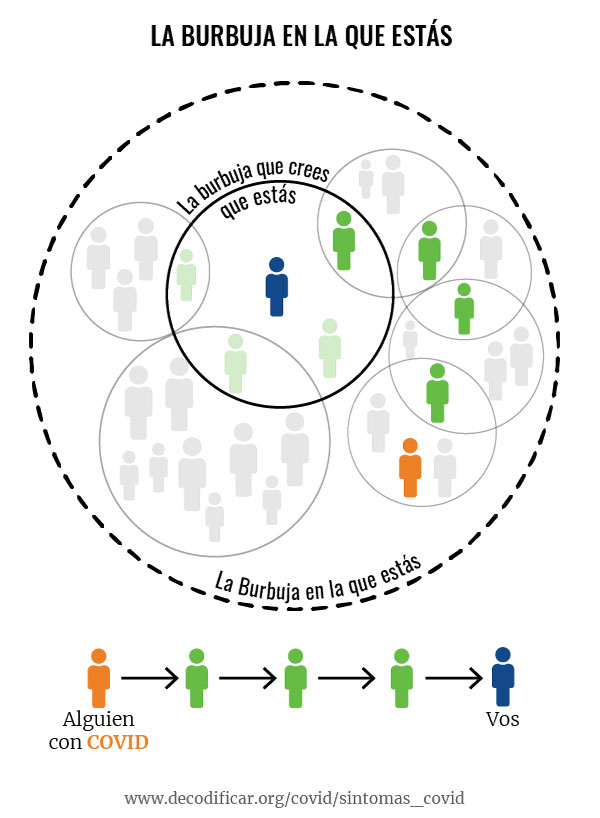 LA BURBUJA EN LA QUE ESTÁS
La burbuja que crees
que estás
La Burbuja en la que estás
Alguien
con COVID
Vos
www.decodificar.org/covid/sintomas_covid